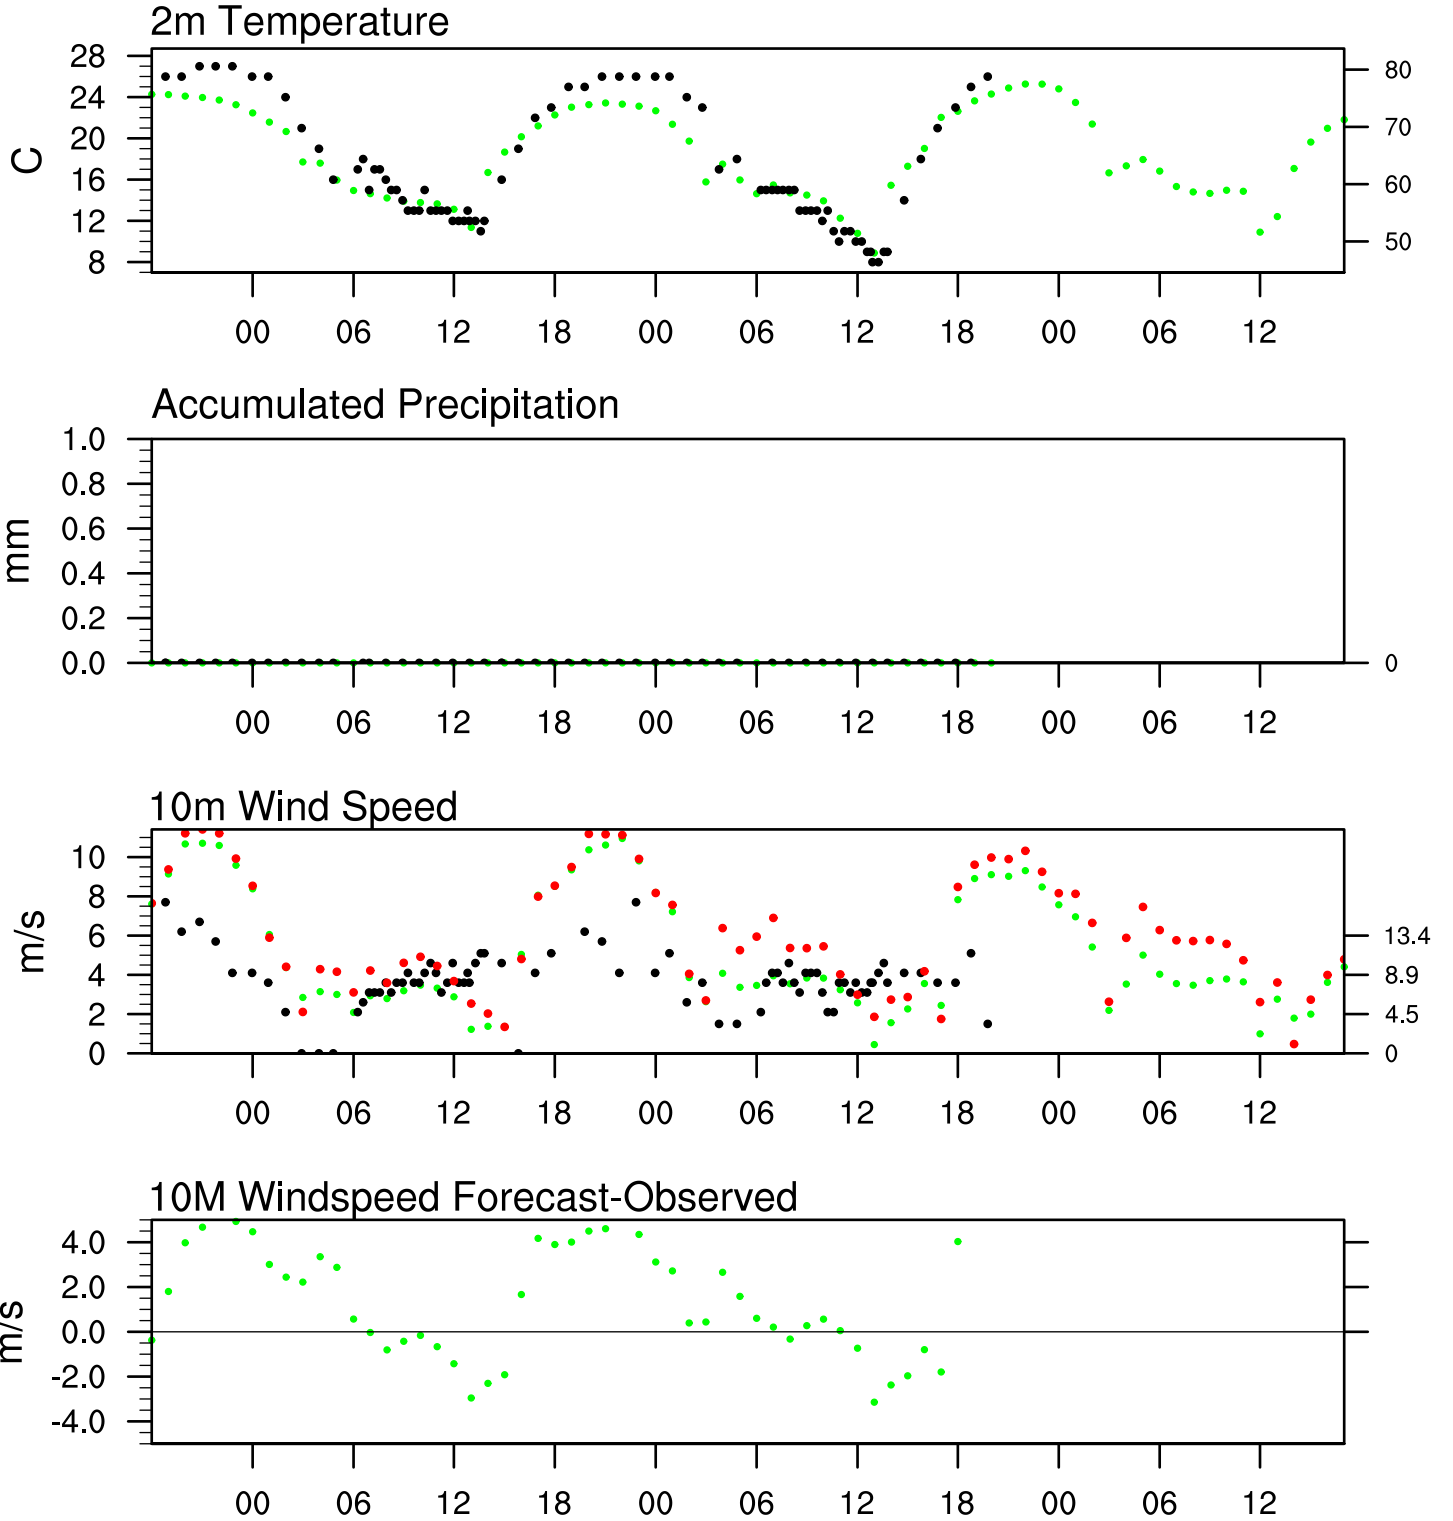 2m Temperature
28
24
20
16
12
8
C
80
70
60
50
00 06 12 18 00 06 12 18 00 06 12
Accumulated Precipitation
1.0
0.8
0.6
0.4
0.2
0.0
mm
0
00 06 12 18 00 06 12 18 00 06 12
10m Wind Speed
10
8
6
4
2
0
m/s
13.4
8.9
4.5
0
00 06 12 18 00 06 12 18 00 06 12
10M Windspeed Forecast-Observed
4.0
2.0
0.0
-2.0
-4.0
m/s
00 06 12 18 00 06 12 18 00 06 12